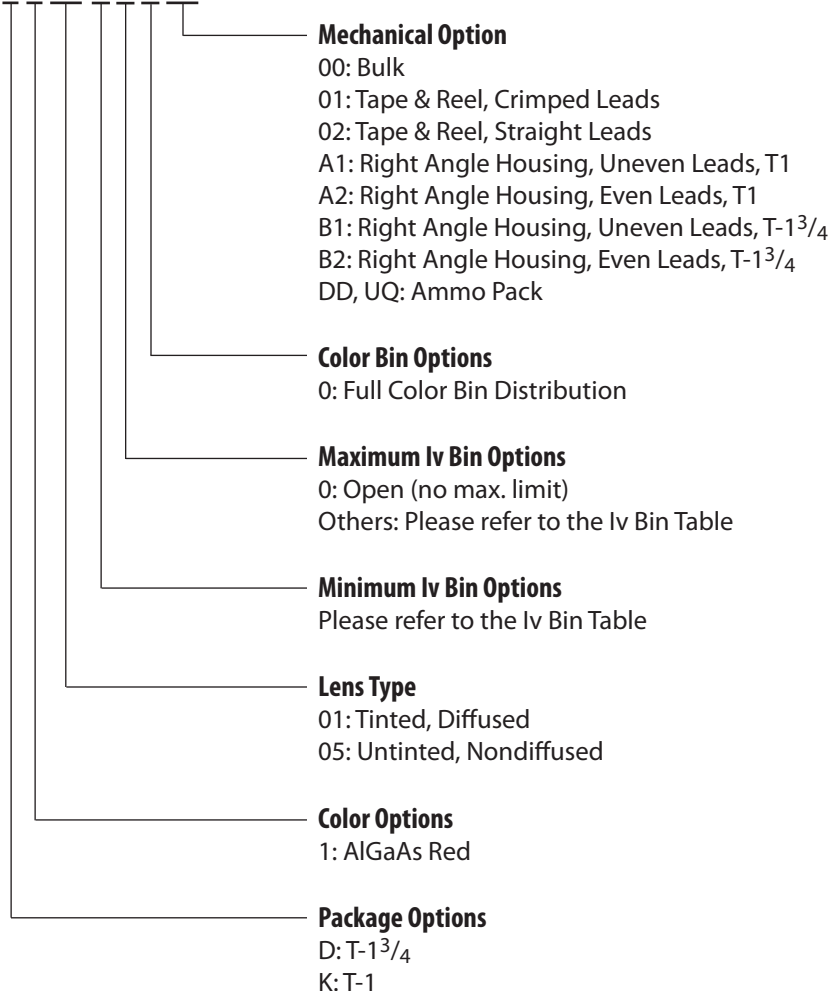 Mechanical Option
00: Bulk
01: Tape & Reel, Crimped Leads
02: Tape & Reel, Straight Leads
A1: Right Angle Housing, Uneven Leads, T1
A2: Right Angle Housing, Even Leads, T1
B1: Right Angle Housing, Uneven Leads, T-13/4
B2: Right Angle Housing, Even Leads, T-13/4
DD, UQ: Ammo Pack
Color Bin Options
0: Full Color Bin Distribution
Maximum Iv Bin Options
0: Open (no max. limit)
Others: Please refer to the Iv Bin Table
Minimum Iv Bin Options
Please refer to the Iv Bin Table
Lens Type
01: Tinted, Diffused
05: Untinted, Nondiffused
Color Options
1: AlGaAs Red
Package Options
D: T-13/4
K: T-1